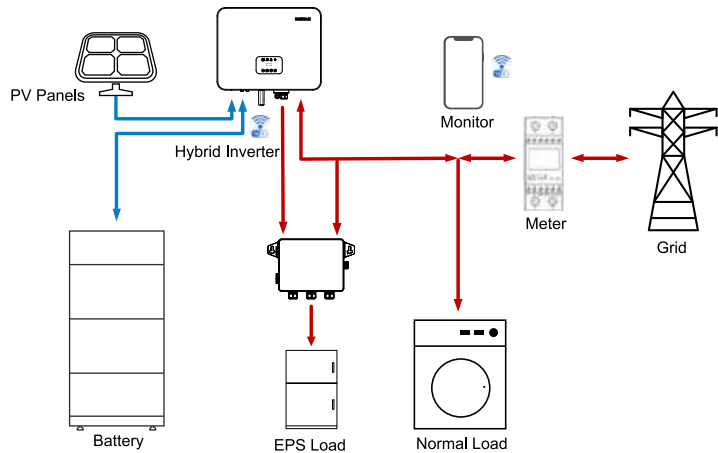 PV Panels
Hybrid Inverter
Monitor
Meter
Grid
Battery
EPS Load
Normal Load